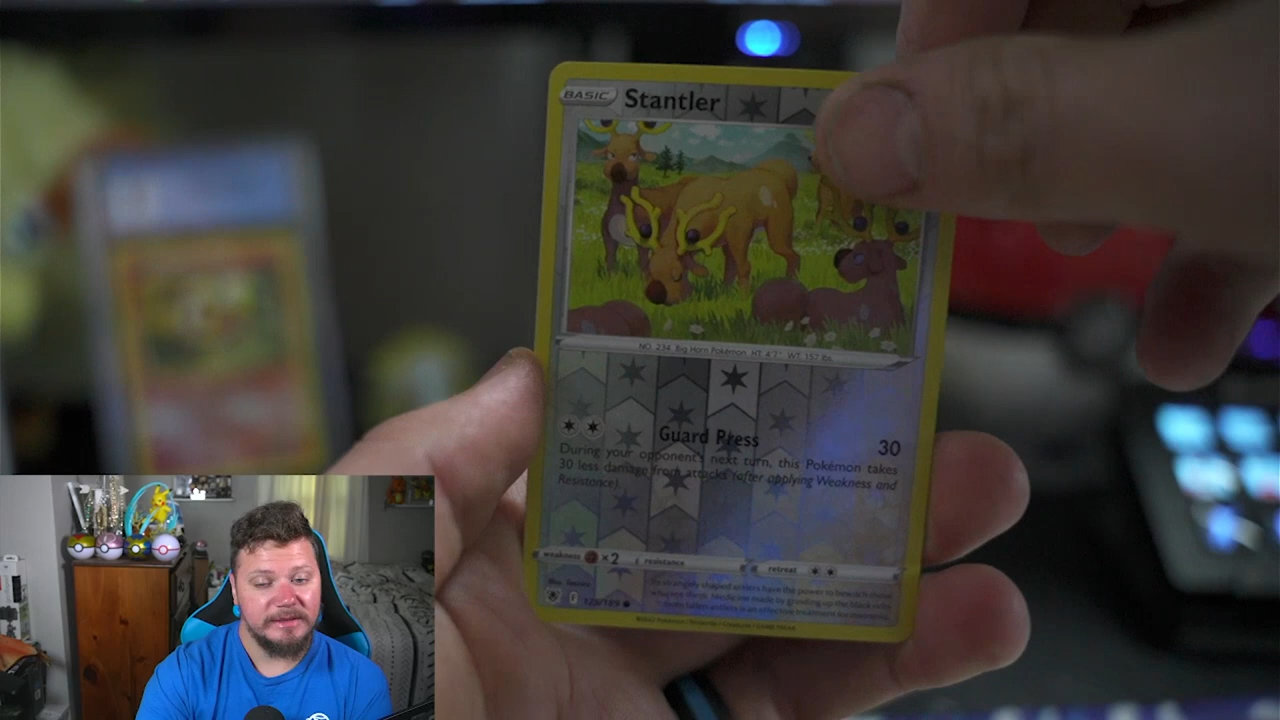 BASIC Stantler
NO. 234 Big Horn Pokémon HT: 4'7" WT: 157 lbs.
Guard Press 30
During your opponent's next turn, this Pokémon takes
30 less damage from attacks (after applying Weakness and
Resistance).
weakness ×2 resistance retreat